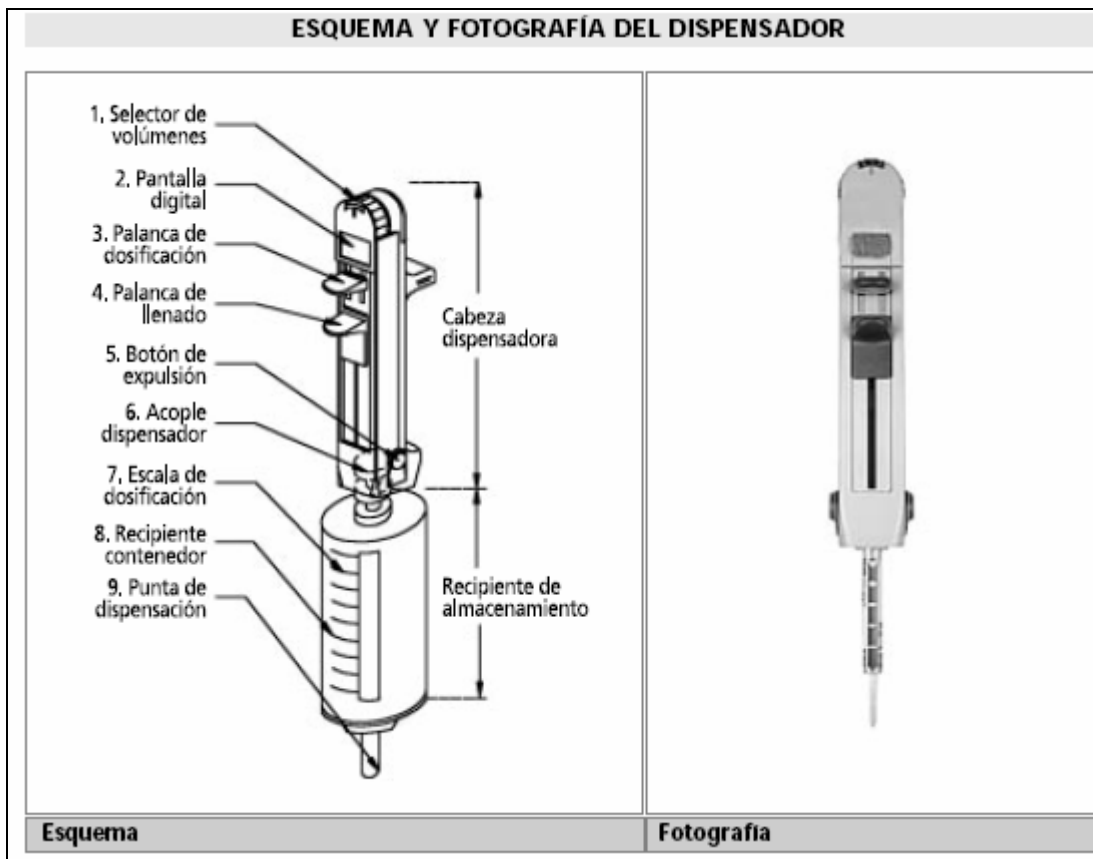 ESQUEMA Y FOTOGRAFÍA DEL DISPENSADOR
1. Selector de
volúmenes
2. Pantalla
digital
3. Palanca de
dosificación
4. Palanca de
llenado
5. Botón de
expulsión
6. Acople
dispensador
7. Escala de
dosificación
8. Recipiente
contenedor
9. Punta de
dispensación
Cabeza
dispensadora
Recipiente de
almacenamiento
Esquema
Fotografía